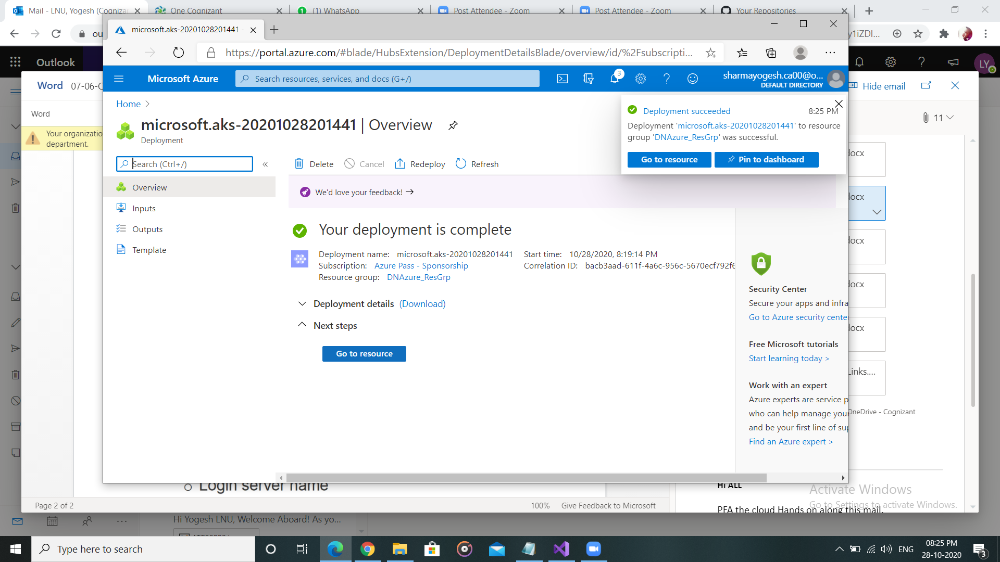 Mail - LNU, Yogesh (Cognizan
One Cognizant
(1) WhatsApp
Post Attendee - Zoom
Post Attendee - Zoom
Your Repositories
microsoft.aks-20201028201441 -
ou
y1iZDI...
https://portal.azure.com/#blade/HubsExtension/DeploymentDetailsBlade/overview/id/%2Fsubscripti...
Outlook
LY
Microsoft Azure
Search resources, services, and docs (G+/)
3
sharmayogesh.ca00@o...
DEFAULT DIRECTORY
Word
07-06-C
Hide email
Word
11
Your organizatio
department.
Home
microsoft.aks-20201028201441 | Overview
Deployment
Deployment succeeded
8:25 PM
Deployment 'microsoft.aks-20201028201441' to resource
group 'DNAzure_ResGrp' was successful.
Go to resource
Pin to dashboard
Search (Ctrl+/)
Delete
Cancel
Redeploy
Refresh
Overview
Inputs
Outputs
Template
We'd love your feedback!
Your deployment is complete
Deployment name: microsoft.aks-20201028201441
Subscription: Azure Pass - Sponsorship
Resource group: DNAzure_ResGrp
Start time: 10/28/2020, 8:19:14 PM
Correlation ID: bacb3aad-611f-4a6c-956c-5670ecf792f6
Deployment details (Download)
Next steps
Go to resource
Security Center
Secure your apps and infra
Go to Azure security center
Free Microsoft tutorials
Start learning today >
Work with an expert
Azure experts are service p
who can help manage your
and be your first line of sup
Find an Azure expert >
docx
docx
docx
docx
docx
Links....
OneDrive - Cognizant
Login server name
Hi ALL
PFA the cloud Hands on along this mail.
Activate Windows
Go to Settings to activate Windows.
Page 2 of 2
100%
Give Feedback to Microsoft
Hi Yogesh LNU, Welcome Aboard! As yo...
Type here to search
ENG
08:25 PM
28-10-2020
3